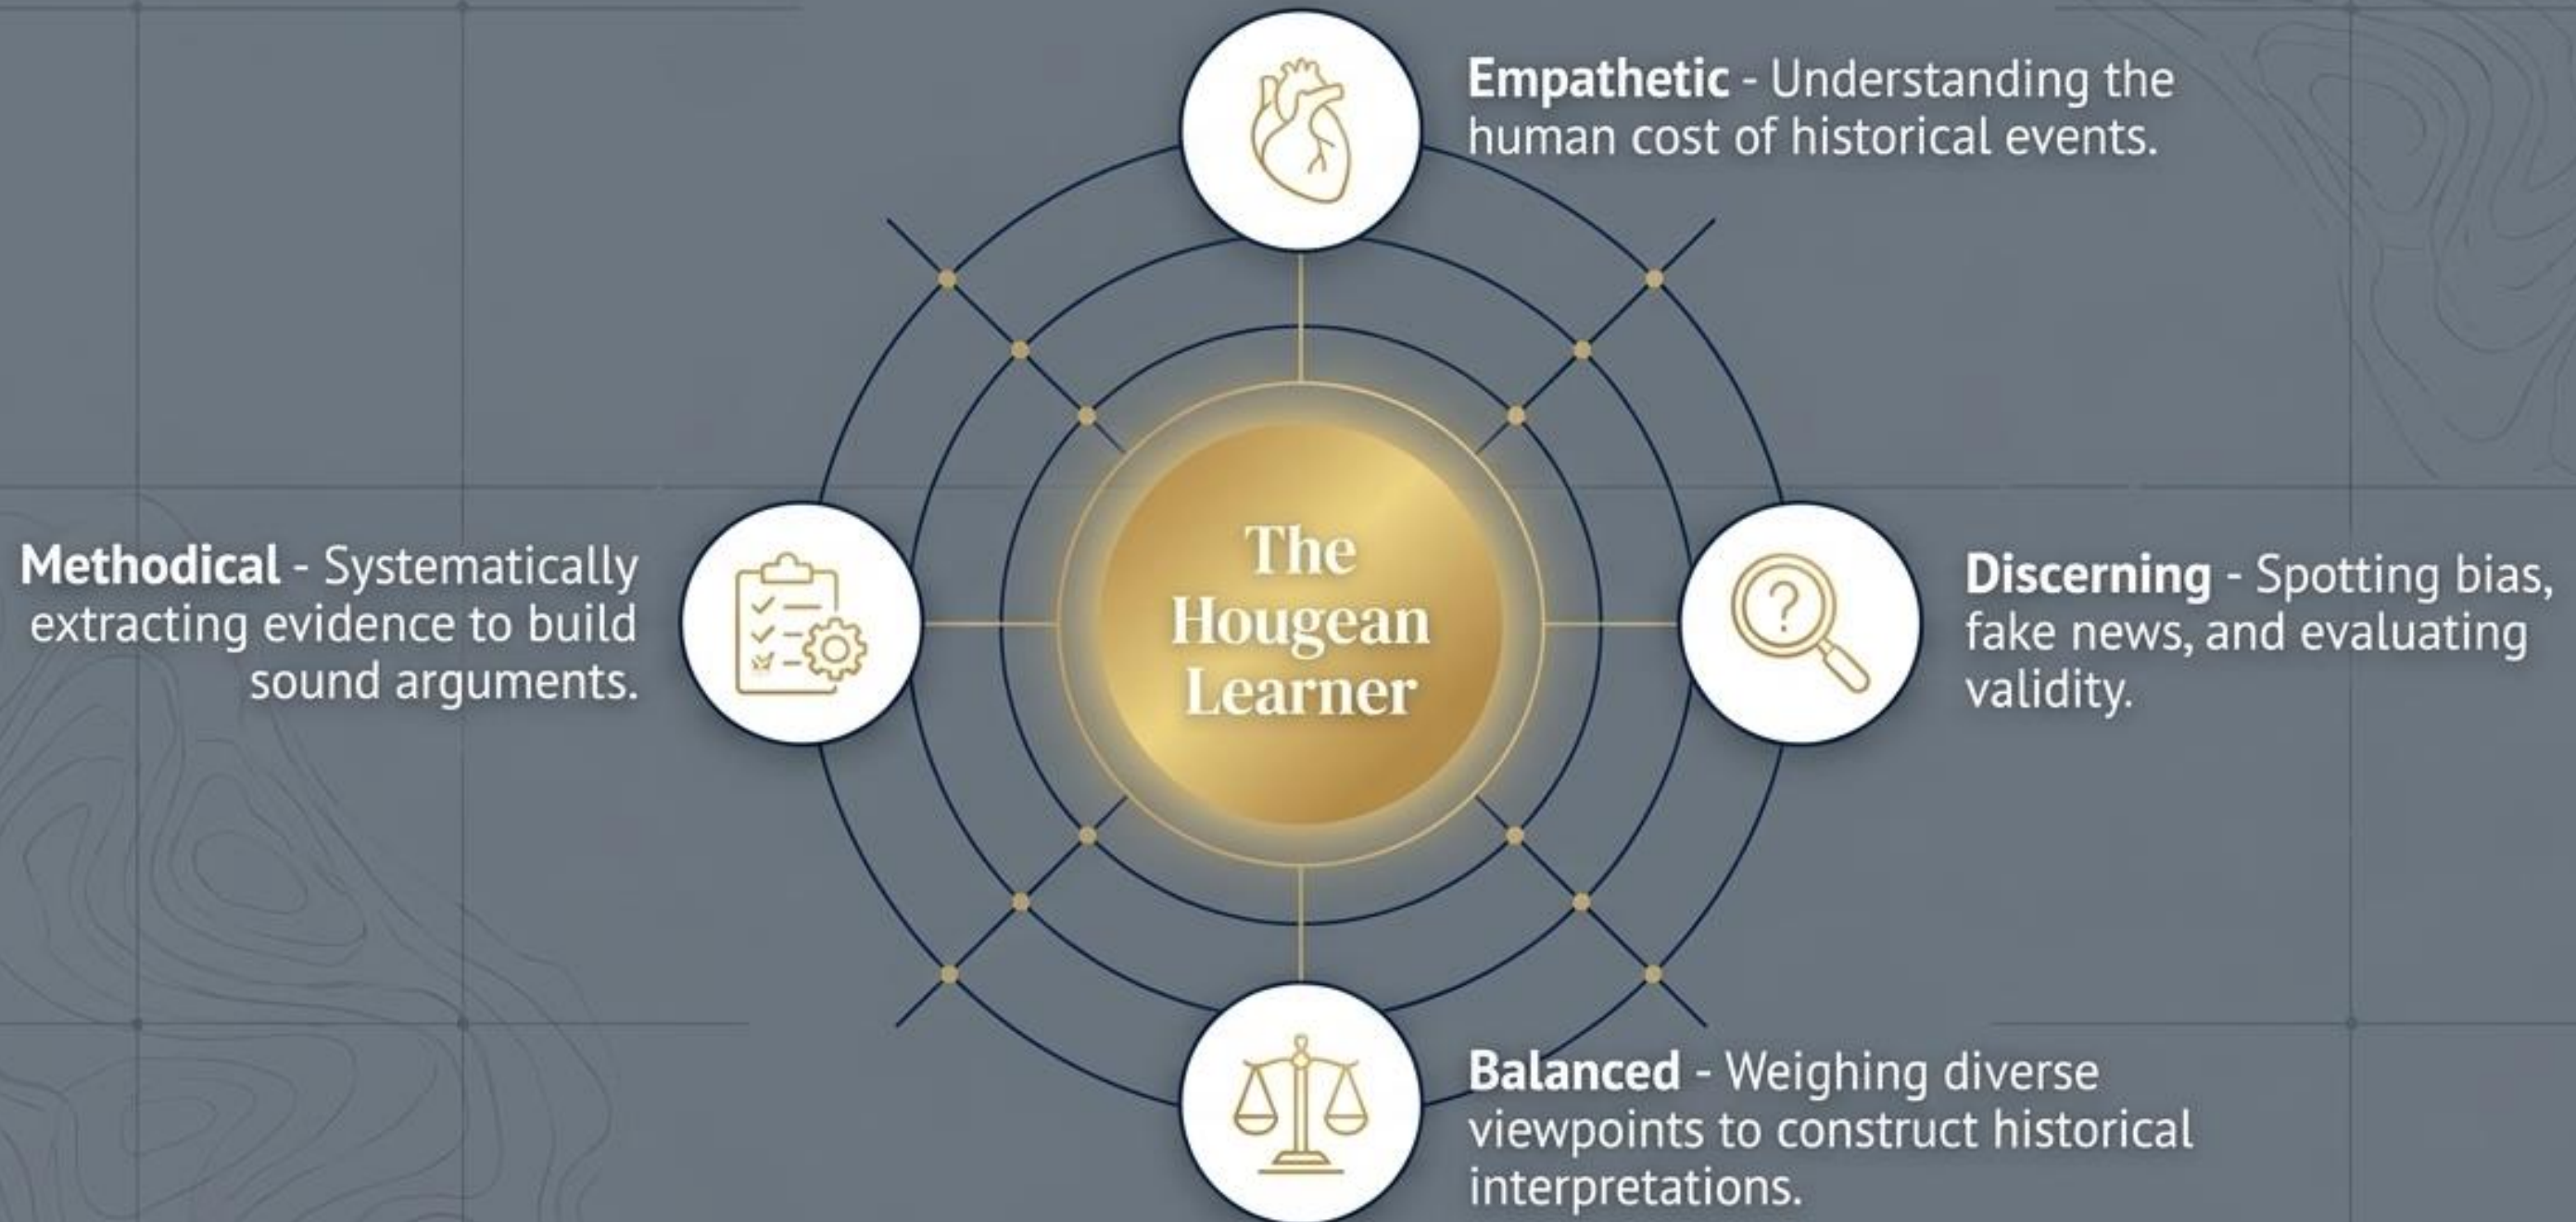 Empathetic - Understanding the
human cost of historical events.
Methodical - Systematically
extracting evidence to build
sound arguments.
The
Hougean
Learner
Discerning - Spotting bias,
fake news, and evaluating
validity.
Balanced - Weighing diverse
viewpoints to construct historical
interpretations.